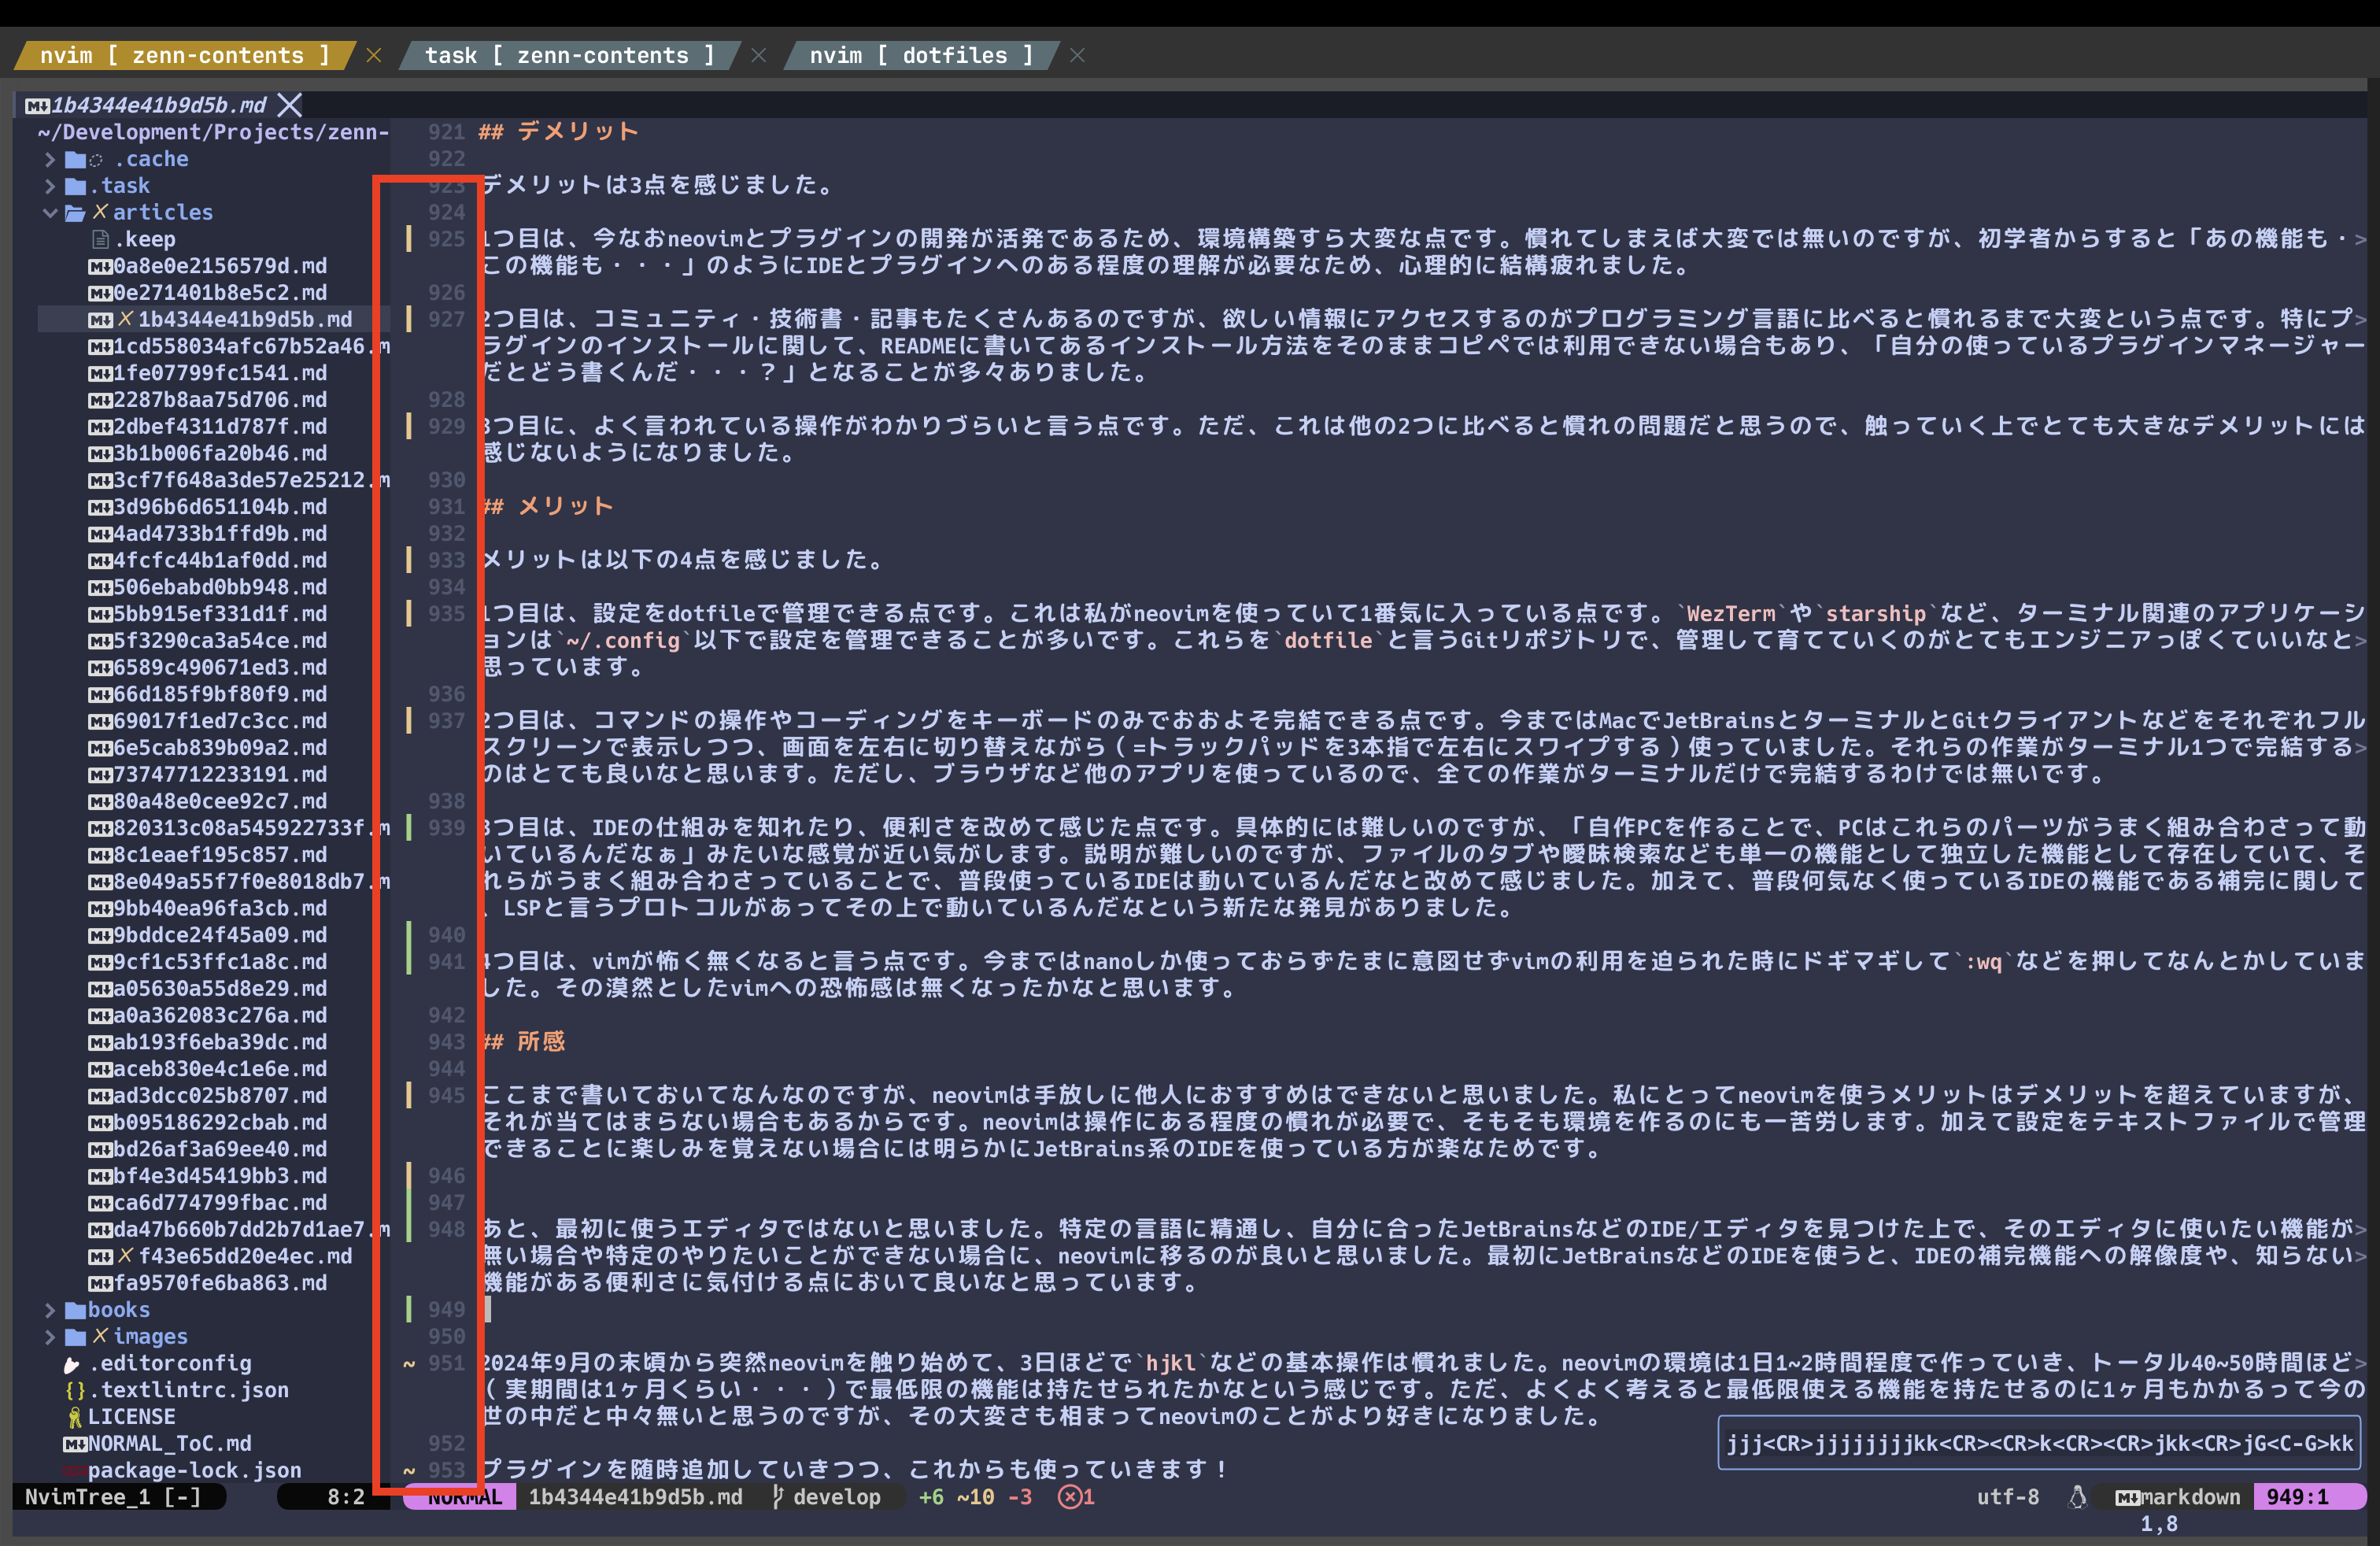 nvim [ zenn-contents ] × task [ zenn-contents ] × nvim [ dotfiles ] ×
1b4344e41b9d5b.md
~/Development/Projects/zenn-
.cache
.task
articles
.keep
0a8e0e2156579d.md
0e271401b8e5c2.md
1b4344e41b9d5b.md
1cd558034afc67b52a46.m
1fe07799fc1541.md
2287b8aa75d706.md
2dbef4311d787f.md
3b1b006fa20b46.md
3cf7f648a3de57e25212.m
3d96b6d651104b.md
4ad4733b1ffd9b.md
4fcfc44b1af0dd.md
506ebabd0bb948.md
5bb915ef331d1f.md
5f3290ca3a54ce.md
6589c490671ed3.md
66d185f9bf80f9.md
69017f1ed7c3cc.md
6e5cab839b09a2.md
73747712233191.md
80a48e0cee92c7.md
820313c08a545922733f.m
8c1eaef195c857.md
8e049a55f7f0e8018db7.m
9bb40ea96fa3cb.md
9bddce24f45a09.md
9cf1c53ffc1a8c.md
a05630a55d8e29.md
a0a362083c276a.md
ab193f6eba39dc.md
aceb830e4c1e6e.md
ad3dcc025b8707.md
b095186292cbab.md
bd26af3a69ee40.md
bf4e3d45419bb3.md
ca6d774799fbac.md
da47b660b7dd2b7d1ae7.m
f43e65dd20e4ec.md
fa9570fe6ba863.md
books
images
.editorconfig
.textlintrc.json
LICENSE
NORMAL_ToC.md
package-lock.json
921 ## デメリット
922
923 デメリットは3点を感じました。
924
925 1つ目は、今なおneovimとプラグインの開発が活発であるため、環境構築すら大変な点です。慣れてしまえば大変では無いのですが、初学者からすると「あの機能も・>
この機能も・・・」のようにIDEとプラグインへのある程度の理解が必要なため、心理的に結構疲れました。
926
927 2つ目は、コミュニティ・技術書・記事もたくさんあるのですが、欲しい情報にアクセスするのがプログラミング言語に比べると慣れるまで大変という点です。特にプ>
ラグインのインストールに関して、READMEに書いてあるインストール方法をそのままコピペでは利用できない場合もあり、「自分の使っているプラグインマネージャー
だとどう書くんだ・・・？」となることが多々ありました。
928
929 3つ目に、よく言われている操作がわかりづらいと言う点です。ただ、これは他の2つに比べると慣れの問題だと思うので、触っていく上でとても大きなデメリットには
感じないようになりました。
930
931 ## メリット
932
933 メリットは以下の4点を感じました。
934
935 1つ目は、設定をdotfileで管理できる点です。これは私がneovimを使っていて1番気に入っている点です。`WezTerm`や`starship`など、ターミナル関連のアプリケーシ
ョンは`~/.config`以下で設定を管理できることが多いです。これらを`dotfile`と言うGitリポジトリで、管理して育てていくのがとてもエンジニアっぽくていいなと>
思っています。
936
937 2つ目は、コマンドの操作やコーディングをキーボードのみでおおよそ完結できる点です。今まではMacでJetBrainsとターミナルとGitクライアントなどをそれぞれフル
スクリーンで表示しつつ、画面を左右に切り替えながら（=トラックパッドを3本指で左右にスワイプする）使っていました。それらの作業がターミナル1つで完結する>
のはとても良いなと思います。ただし、ブラウザなど他のアプリを使っているので、全ての作業がターミナルだけで完結するわけでは無いです。
938
939 3つ目は、IDEの仕組みを知れたり、便利さを改めて感じた点です。具体的には難しいのですが、「自作PCを作ることで、PCはこれらのパーツがうまく組み合わさって動
いているんだなぁ」みたいな感覚が近い気がします。説明が難しいのですが、ファイルのタブや曖昧検索なども単一の機能として独立した機能として存在していて、そ
れらがうまく組み合わさっていることで、普段使っているIDEは動いているんだなと改めて感じました。加えて、普段何気なく使っているIDEの機能である補完に関して
、LSPと言うプロトコルがあってその上で動いているんだなという新たな発見がありました。
940
941 4つ目は、vimが怖く無くなると言う点です。今まではnanoしか使っておらずたまに意図せずvimの利用を迫られた時にドギマギして`:wq`などを押してなんとかしていま
した。その漠然としたvimへの恐怖感は無くなったかなと思います。
942
943 ## 所感
944
945 ここまで書いておいてなんなのですが、neovimは手放しに他人におすすめはできないと思いました。私にとってneovimを使うメリットはデメリットを超えていますが、
それが当てはまらない場合もあるからです。neovimは操作にある程度の慣れが必要で、そもそも環境を作るのにも一苦労します。加えて設定をテキストファイルで管理
できることに楽しみを覚えない場合には明らかにJetBrains系のIDEを使っている方が楽なためです。
946
947
948 あと、最初に使うエディタではないと思いました。特定の言語に精通し、自分に合ったJetBrainsなどのIDE/エディタを見つけた上で、そのエディタに使いたい機能が>
無い場合や特定のやりたいことができない場合に、neovimに移るのが良いと思いました。最初にJetBrainsなどのIDEを使うと、IDEの補完機能への解像度や、知らない>
機能がある便利さに気付ける点において良いなと思っています。
949
950
~ 951 2024年9月の末頃から突然neovimを触り始めて、3日ほどで`hjkl`などの基本操作は慣れました。neovimの環境は1日1~2時間程度で作っていき、トータル40~50時間ほど>
（実期間は1ヶ月くらい・・・）で最低限の機能は持たせられたかなという感じです。ただ、よくよく考えると最低限使える機能を持たせるのに1ヶ月もかかるって今の
世の中だと中々無いと思うのですが、その大変さも相まってneovimのことがより好きになりました。
952
~ 953 プラグインを随時追加していきつつ、これからも使っていきます！
jjj<CR>jjjjjjjjkk<CR><CR>k<CR><CR>jkk<CR>jG<C-G>kk
NvimTree_1 [-] 8:2 NORMAL 1b4344e41b9d5b.md develop +6 ~10 -3 1 utf-8 markdown 949:1
1,8